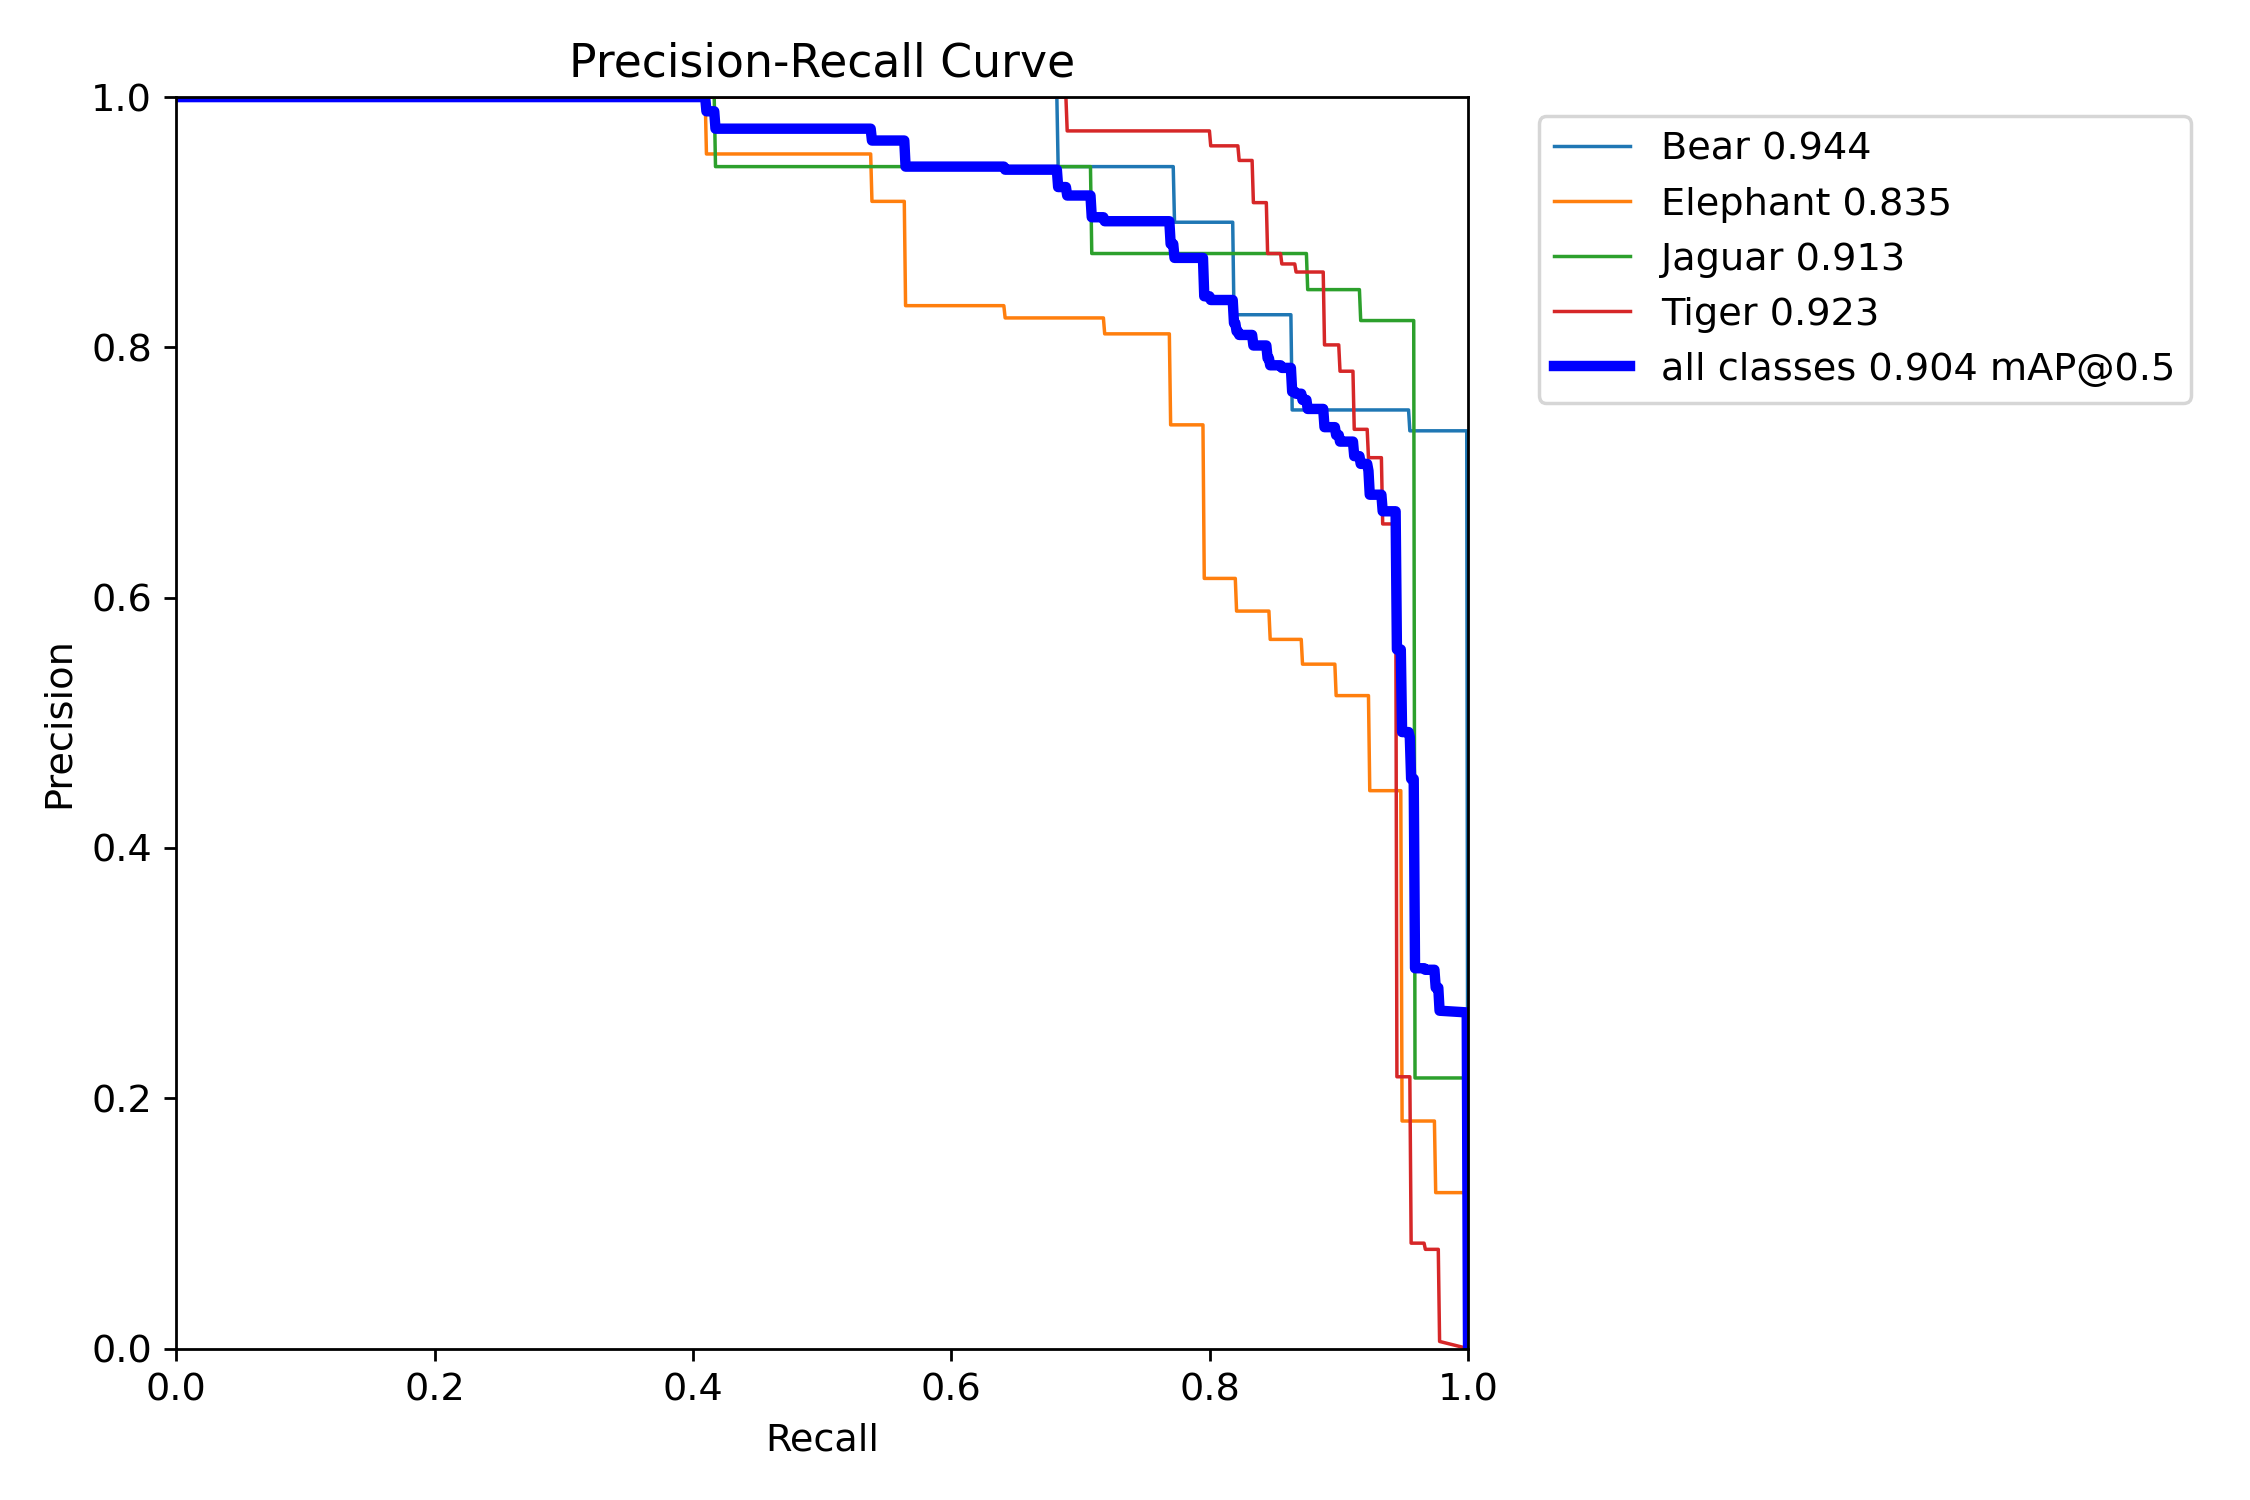 Precision-Recall Curve
1.0
0.8
0.6
0.4
0.2
0.0
Precision
0.0 0.2 0.4 0.6 0.8 1.0
Recall
Bear 0.944
Elephant 0.835
Jaguar 0.913
Tiger 0.923
all classes 0.904 mAP@0.5